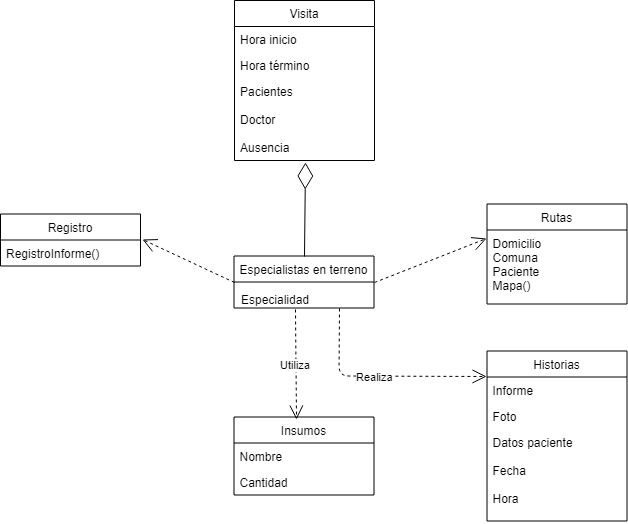 Visita
Hora inicio
Hora término
Pacientes
Doctor
Ausencia
Registro
RegistroInforme()
Especialistas en terreno
Especialidad
Rutas
Domicilio
Comuna
Paciente
Mapa()
Utiliza
Realiza
Historias
Informe
Foto
Datos paciente
Fecha
Hora
Insumos
Nombre
Cantidad